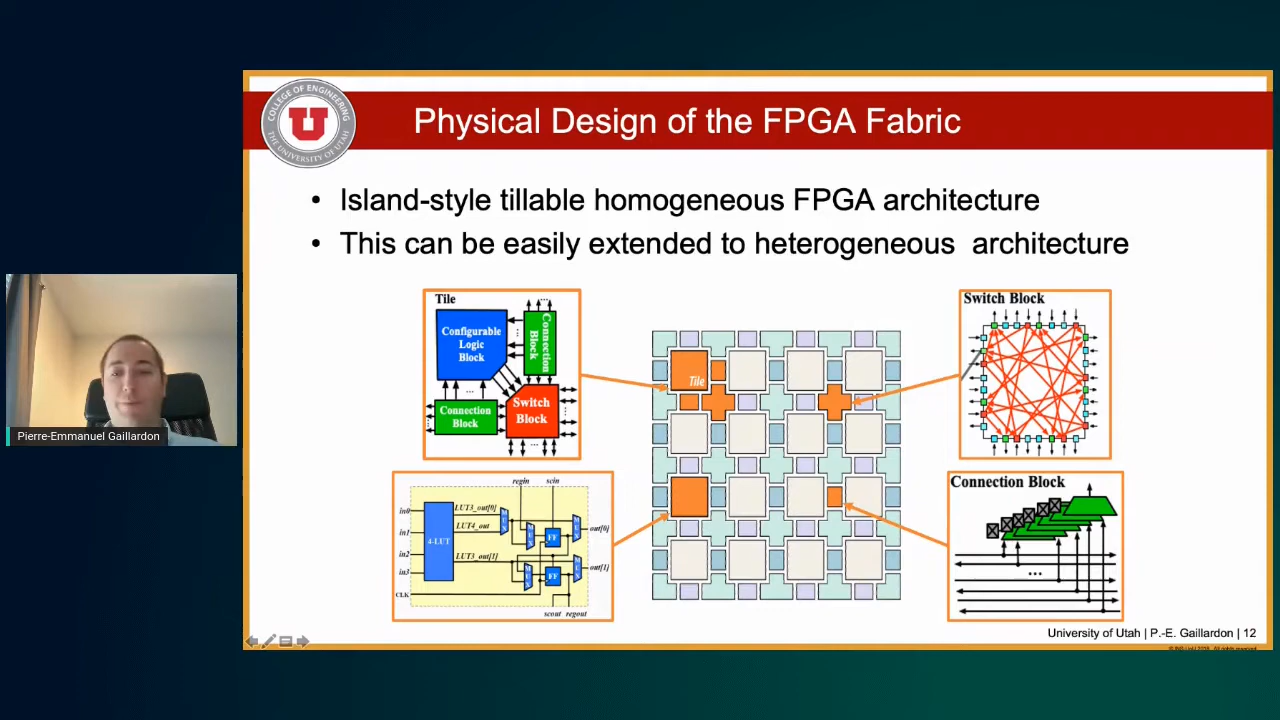 COLLEGE OF ENGINEERING
THE UNIVERSITY OF UTAH
U
Physical Design of the FPGA Fabric
• Island-style tillable homogeneous FPGA architecture
• This can be easily extended to heterogeneous architecture
Tile
Configurable
Logic
Block
Connection
Block
Connection
Block
Switch
Block
...
Tile
Switch Block
regin
scin
in0
in1
in2
in3
CLK
4-LUT
LUT3_out[0]
LUT4_out
LUT3_out[1]
FF
FF
out[0]
out[1]
scout
regout
Connection Block
...
Pierre-Emmanuel Gaillardon
University of Utah | P.-E. Gaillardon | 12